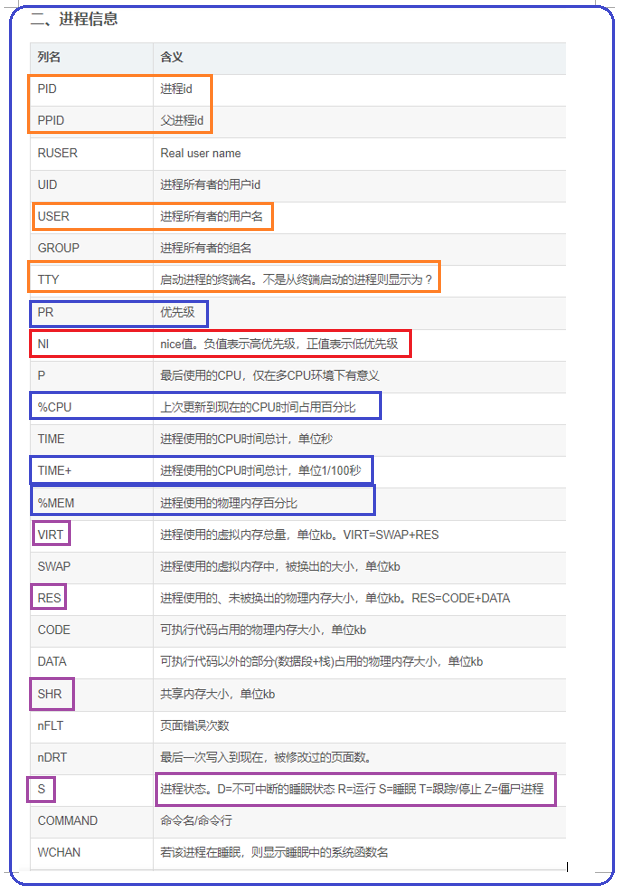 二、进程信息
列名 含义
PID 进程id
PPID 父进程id
RUSER Real user name
UID 进程所有者的用户id
USER 进程所有者的用户名
GROUP 进程所有者的组名
TTY 启动进程的终端名。不是从终端启动的进程则显示为 ?
PR 优先级
NI nice值。负值表示高优先级，正值表示低优先级
P 最后使用的CPU，仅在多CPU环境下有意义
%CPU 上次更新到现在的CPU时间占用百分比
TIME 进程使用的CPU时间总计，单位秒
TIME+ 进程使用的CPU时间总计，单位1/100秒
%MEM 进程使用的物理内存百分比
VIRT 进程使用的虚拟内存总量，单位kb。VIRT=SWAP+RES
SWAP 进程使用的虚拟内存中，被换出的大小，单位kb
RES 进程使用的、未被换出的物理内存大小，单位kb。RES=CODE+DATA
CODE 可执行代码占用的物理内存大小，单位kb
DATA 可执行代码以外的部分(数据段+栈)占用的物理内存大小，单位kb
SHR 共享内存大小，单位kb
nFLT 页面错误次数
nDRT 最后一次写入到现在，被修改过的页面数。
S 进程状态。D=不可中断的睡眠状态 R=运行 S=睡眠 T=跟踪/停止 Z=僵尸进程
COMMAND 命令名/命令行
WCHAN 若该进程在睡眠，则显示睡眠中的系统函数名